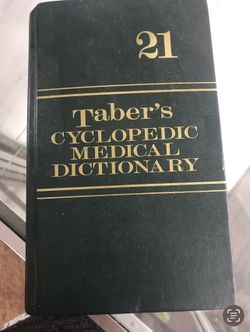 21
Taber's
CYCLOPEDIC
MEDICAL
DICTIONARY